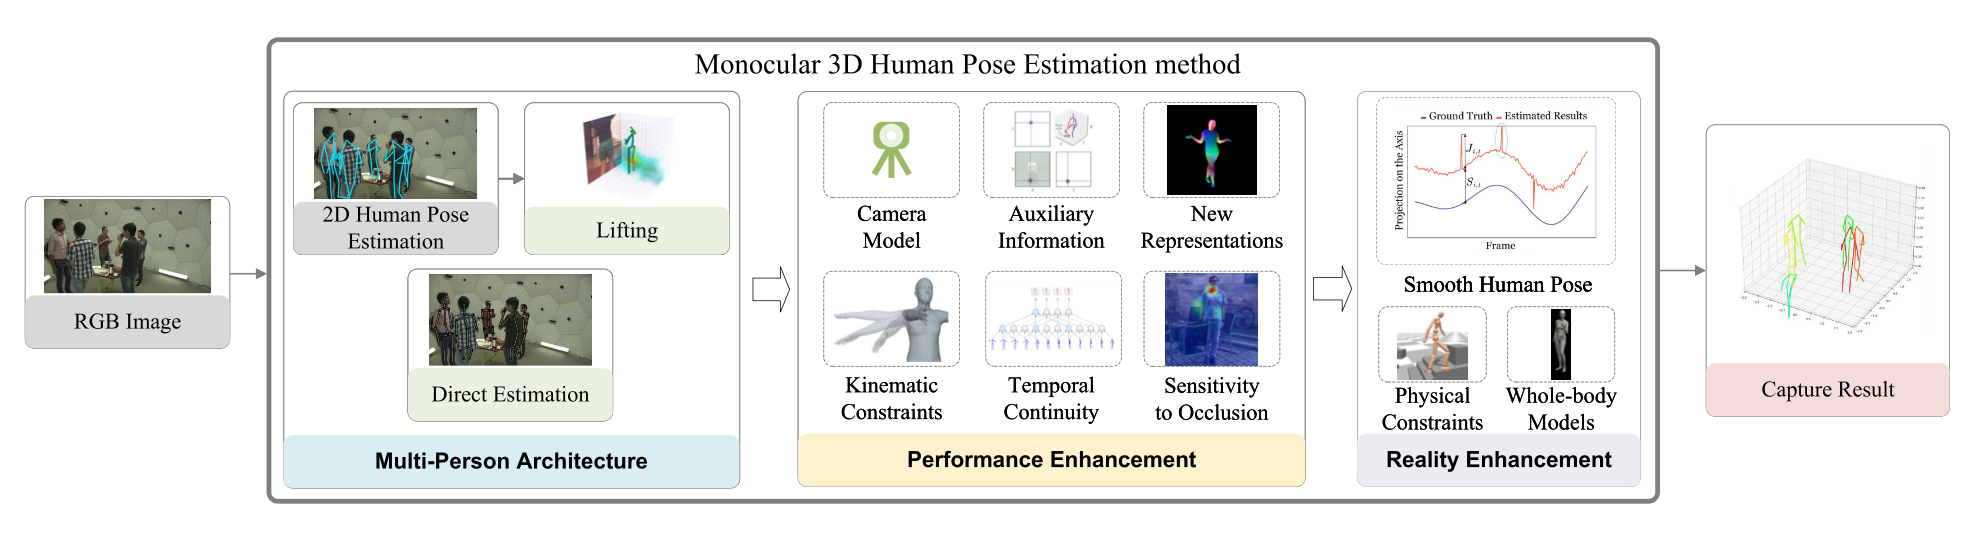 Monocular 3D Human Pose Estimation method
RGB Image
2D Human Pose
Estimation
Lifting
Direct Estimation
Multi-Person Architecture
Camera
Model
Auxiliary
Information
New
Representations
Kinematic
Constraints
Temporal
Continuity
Sensitivity
to Occlusion
Performance Enhancement
Ground Truth
Estimated Results
Projection on the Axis
J_{i,t}
S_{i,t}
Frame
Smooth Human Pose
Physical
Constraints
Whole-body
Models
Reality Enhancement
Capture Result